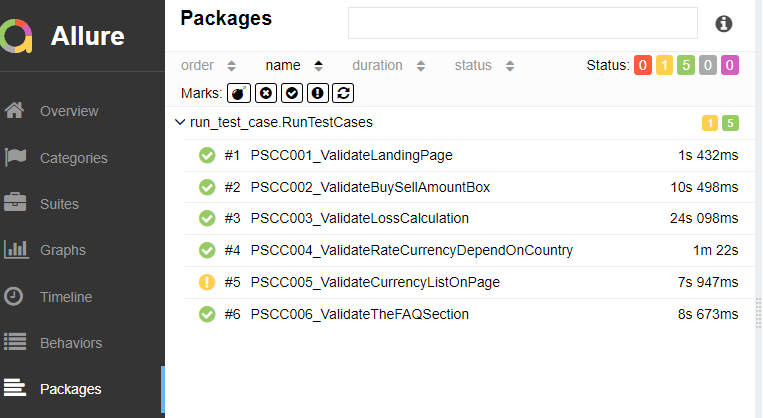 Allure
Overview
Categories
Suites
Graphs
Timeline
Behaviors
Packages
Packages
order name duration status Status: 0 1 5 0 0
Marks:
run_test_case.RunTestCases 1 5
#1 PSCC001_ValidateLandingPage 1s 432ms
#2 PSCC002_ValidateBuySellAmountBox 10s 498ms
#3 PSCC003_ValidateLossCalculation 24s 098ms
#4 PSCC004_ValidateRateCurrencyDependOnCountry 1m 22s
#5 PSCC005_ValidateCurrencyListOnPage 7s 947ms
#6 PSCC006_ValidateTheFAQSection 8s 673ms